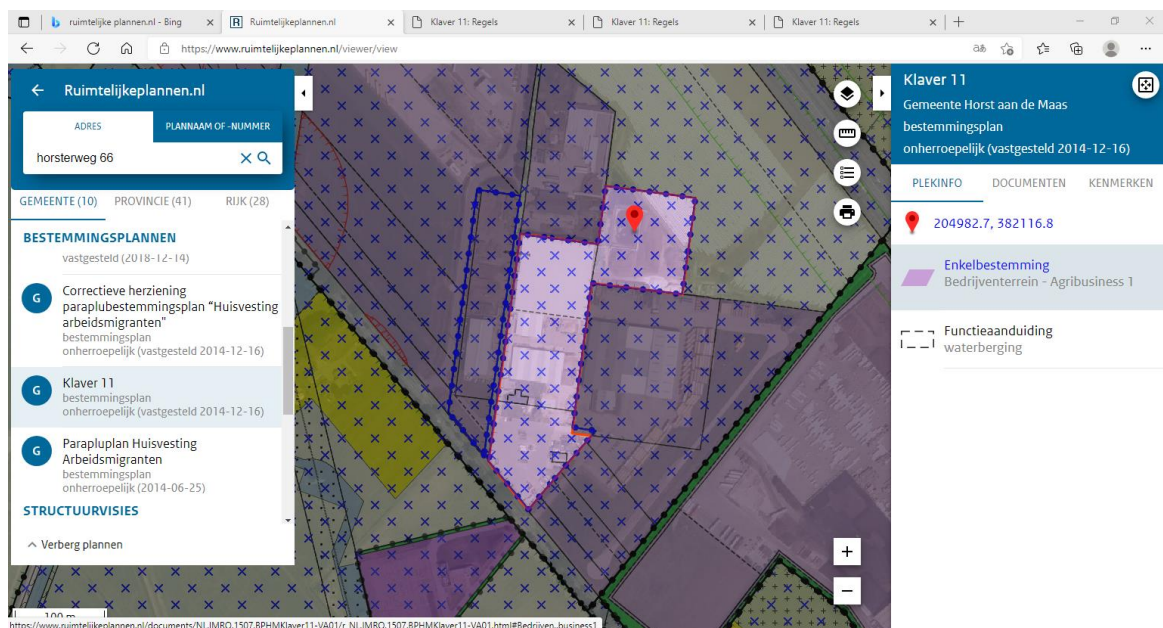 ruimtelijke plannen.nl - Bing
Ruimtelijkeplannen.nl
Klaver 11: Regels
Klaver 11: Regels
Klaver 11: Regels
https://www.ruimtelijkeplannen.nl/viewer/view
Ruimtelijkeplannen.nl
ADRES
PLANNAAM OF -NUMMER
horsterweg 66
GEMEENTE (10)
PROVINCIE (41)
RIJK (28)
BESTEMMINGSPLANNEN
vastgesteld (2018-12-14)
G
Correctieve herziening
paraplubestemmingsplan "Huisvesting
arbeidsmigranten"
bestemmingsplan
onherroepelijk (vastgesteld 2014-12-16)
G
Klaver 11
bestemmingsplan
onherroepelijk (vastgesteld 2014-12-16)
G
Parapluplan Huisvesting
Arbeidsmigranten
bestemmingsplan
onherroepelijk (2014-06-25)
STRUCTUURVISIES
Verberg plannen
100 m
https://www.ruimtelijkeplannen.nl/documents/NL.IMRO.1507.BPHMKlaver11-VA01/r_NL.IMRO.1507.BPHMKlaver11-VA01.html#Bedrijven_business1
Klaver 11
Gemeente Horst aan de Maas
bestemmingsplan
onherroepelijk (vastgesteld 2014-12-16)
PLEKINFO
DOCUMENTEN
KENMERKEN
204982.7, 382116.8
Enkelbestemming
Bedrijventerrein - Agribusiness 1
Functieaanduiding
waterberging